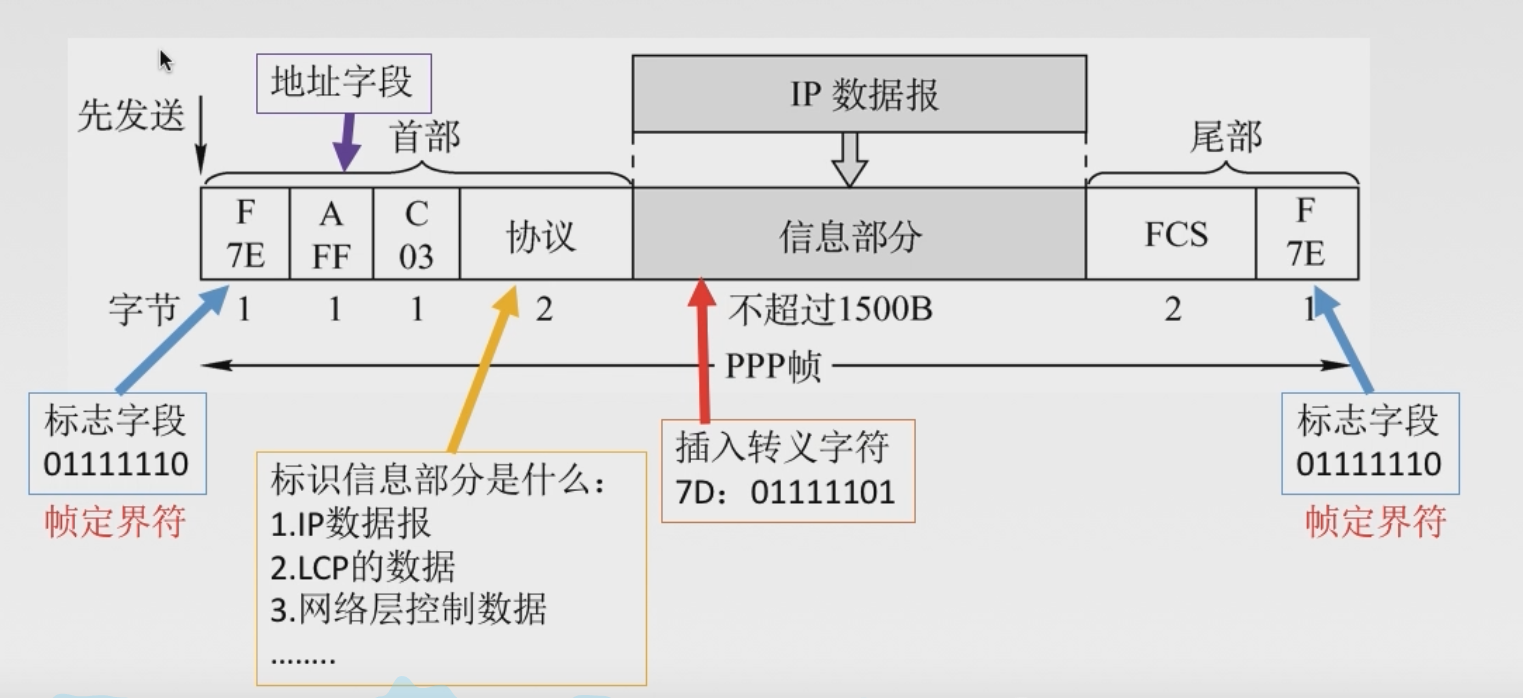 地址字段
先发送
首部
IP 数据报
尾部
F
7E
A
FF
C
03
协议
信息部分
FCS
F
7E
字节
1
1
1
2
不超过1500B
2
1
PPP帧
标志字段
01111110
帧定界符
标识信息部分是什么：
1.IP数据报
2.LCP的数据
3.网络层控制数据
........
插入转义字符
7D：01111101
标志字段
01111110
帧定界符